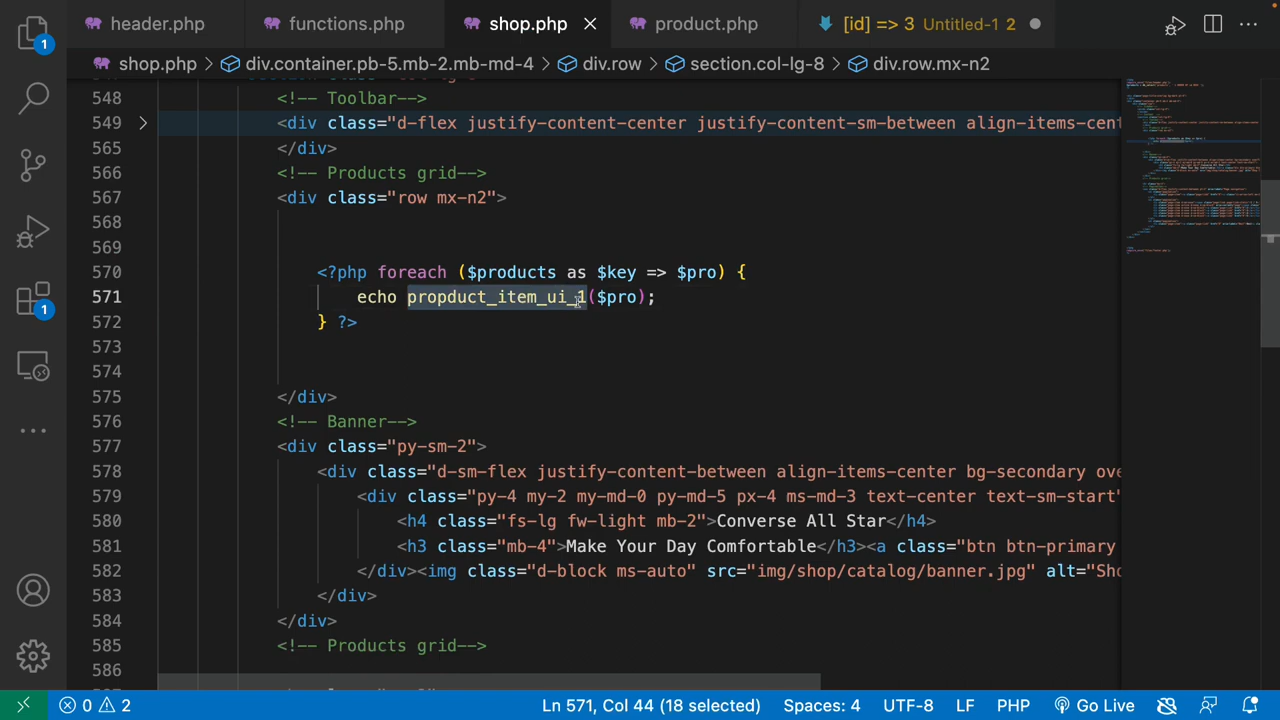 header.php functions.php shop.php product.php [id] => 3 Untitled-1 2
shop.php > div.container.pb-5.mb-2.mb-md-4 > div.row > section.col-lg-8 > div.row.mx-n2
548 <!-- Toolbar-->
549 <div class="d-fle justify-content-center justify-content-sm-between align-items-cent
565 </div>
566 <!-- Products grid-->
567 <div class="row mx-n2">
568
569
570 <?php foreach ($products as $key => $pro) {
571 echo propduct_item_ui_1($pro);
572 } ?>
573
574
575 </div>
576 <!-- Banner-->
577 <div class="py-sm-2">
578 <div class="d-sm-flex justify-content-between align-items-center bg-secondary ove
579 <div class="py-4 my-2 my-md-0 py-md-5 px-4 ms-md-3 text-center text-sm-start"
580 <h4 class="fs-lg fw-light mb-2">Converse All Star</h4>
581 <h3 class="mb-4">Make Your Day Comfortable</h3><a class="btn btn-primary
582 </div><img class="d-block ms-auto" src="img/shop/catalog/banner.jpg" alt="Sho
583 </div>
584 </div>
585 <!-- Products grid-->
586
1
1
0 2 Ln 571, Col 44 (18 selected) Spaces: 4 UTF-8 LF PHP Go Live